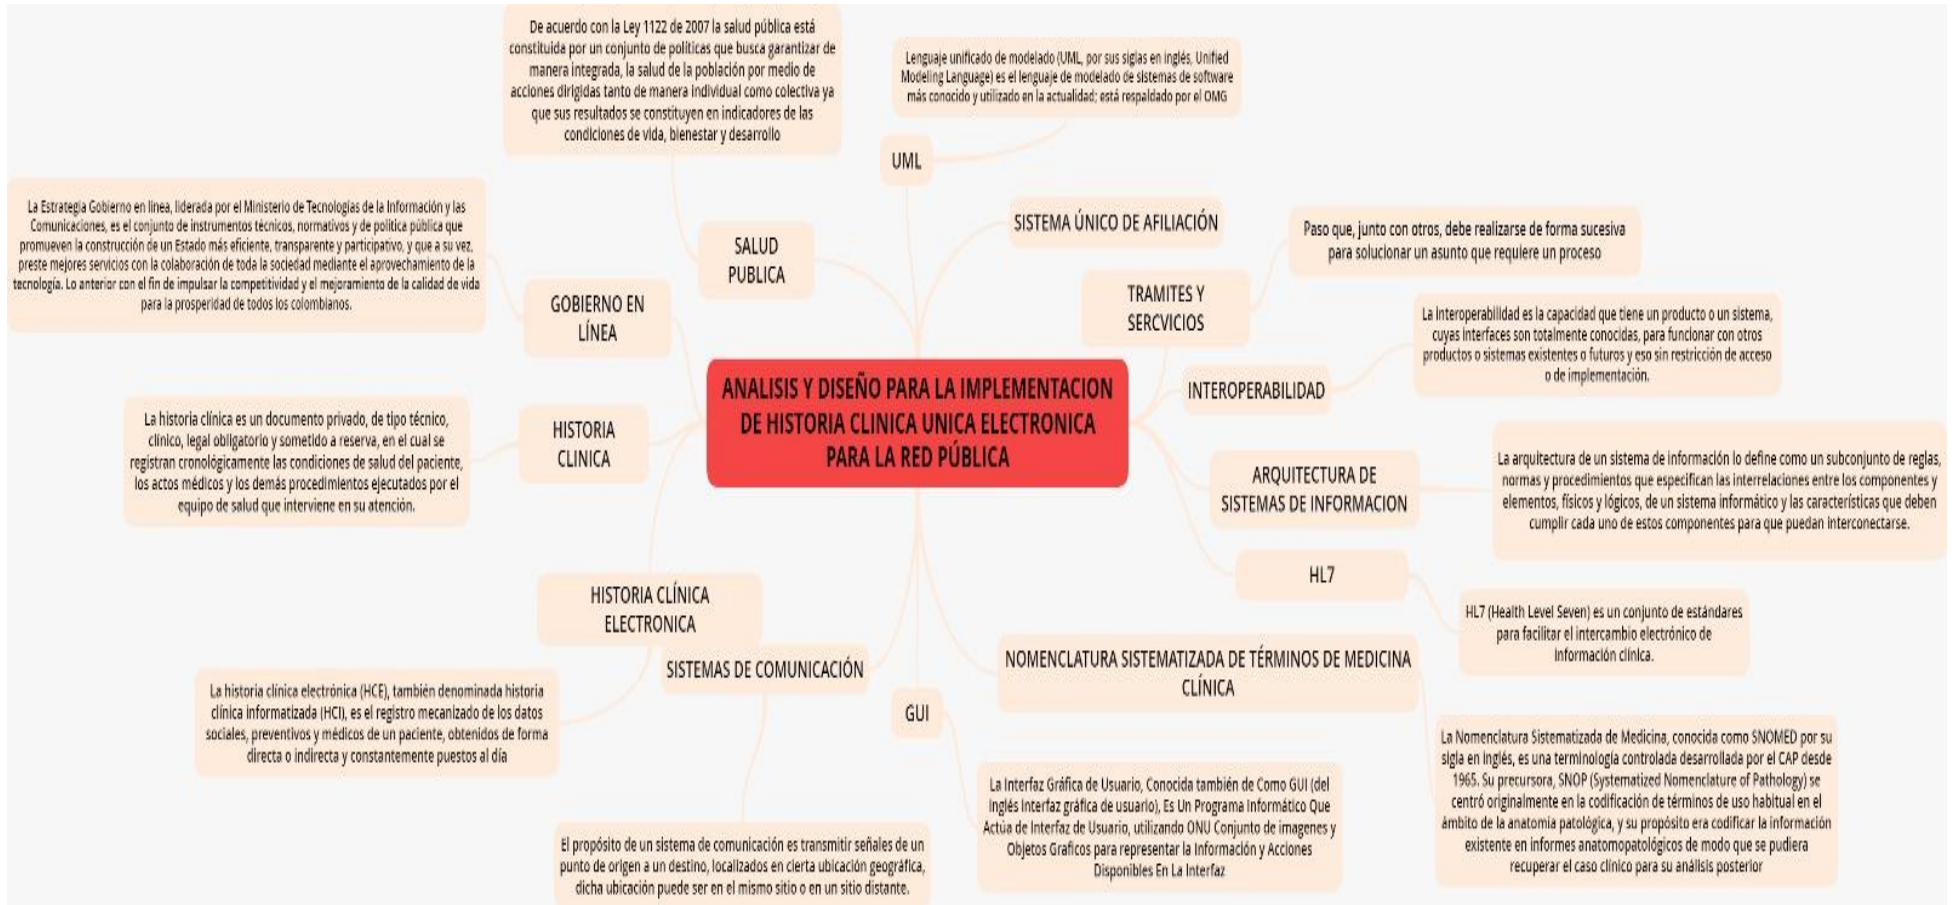 De acuerdo con la Ley 1122 de 2007 la salud pública está
constituida por un conjunto de políticas que busca garantizar de
manera integrada, la salud de la población por medio de
acciones dirigidas tanto de manera individual como colectiva ya
que sus resultados se constituyen en indicadores de las
condiciones de vida, bienestar y desarrollo
Lenguaje unificado de modelado (UML, por sus siglas en inglés, Unified
Modeling Language) es el lenguaje de modelado de sistemas de software
más conocido y utilizado en la actualidad; está respaldado por el OMG
UML
SISTEMA ÚNICO DE AFILIACIÓN
SALUD
PUBLICA
La Estrategia Gobierno en línea, liderada por el Ministerio de Tecnologías de la Información y las
Comunicaciones, es el conjunto de instrumentos técnicos, normativos y de política pública que
promueven la construcción de un Estado más eficiente, transparente y participativo, y que a su vez,
preste mejores servicios con la colaboración de toda la sociedad mediante el aprovechamiento de la
tecnología. Lo anterior con el fin de impulsar la competitividad y el mejoramiento de la calidad de vida
para la prosperidad de todos los colombianos.
GOBIERNO EN
LÍNEA
Paso que, junto con otros, debe realizarse de forma sucesiva
para solucionar un asunto que requiere un proceso
TRAMITES Y
SERCVICIOS
La interoperabilidad es la capacidad que tiene un producto o un sistema,
cuyas interfaces son totalmente conocidas, para funcionar con otros
productos o sistemas existentes o futuros y eso sin restricción de acceso
o de implementación.
INTEROPERABILIDAD
ANALISIS Y DISEÑO PARA LA IMPLEMENTACION
DE HISTORIA CLINICA UNICA ELECTRONICA
PARA LA RED PÚBLICA
La historia clínica es un documento privado, de tipo técnico,
clínico, legal obligatorio y sometido a reserva, en el cual se
registran cronológicamente las condiciones de salud del paciente,
los actos médicos y los demás procedimientos ejecutados por el
equipo de salud que interviene en su atención.
HISTORIA
CLINICA
ARQUITECTURA DE
SISTEMAS DE INFORMACION
La arquitectura de un sistema de información lo define como un subconjunto de reglas,
normas y procedimientos que especifican las interrelaciones entre los componentes y
elementos, físicos y lógicos, de un sistema informático y las características que deben
cumplir cada uno de estos componentes para que puedan interconectarse.
HL7
HL7 (Health Level Seven) es un conjunto de estándares
para facilitar el intercambio electrónico de
información clínica.
HISTORIA CLÍNICA
ELECTRONICA
SISTEMAS DE COMUNICACIÓN
NOMENCLATURA SISTEMATIZADA DE TÉRMINOS DE MEDICINA
CLÍNICA
GUI
La historia clínica electrónica (HCE), también denominada historia
clínica informatizada (HCI), es el registro mecanizado de los datos
sociales, preventivos y médicos de un paciente, obtenidos de forma
directa o indirecta y constantemente puestos al día
La Nomenclatura Sistematizada de Medicina, conocida como SNOMED por su
sigla en inglés, es una terminología controlada desarrollada por el CAP desde
1965. Su precursora, SNOP (Systematized Nomenclature of Pathology) se
centró originalmente en la codificación de términos de uso habitual en el
ámbito de la anatomía patológica, y su propósito era codificar la información
existente en informes anatomopatológicos de modo que se pudiera
recuperar el caso clínico para su análisis posterior
La Interfaz Gráfica de Usuario, Conocida también de Como GUI (del
Inglés interfaz gráfica de usuario), Es Un Programa Informático Que
Actúa de Interfaz de Usuario, utilizando ONU Conjunto de imagenes y
Objetos Graficos para representar la Información y Acciones
Disponibles En La Interfaz
El propósito de un sistema de comunicación es transmitir señales de un
punto de origen a un destino, localizados en cierta ubicación geográfica,
dicha ubicación puede ser en el mismo sitio o en un sitio distante.